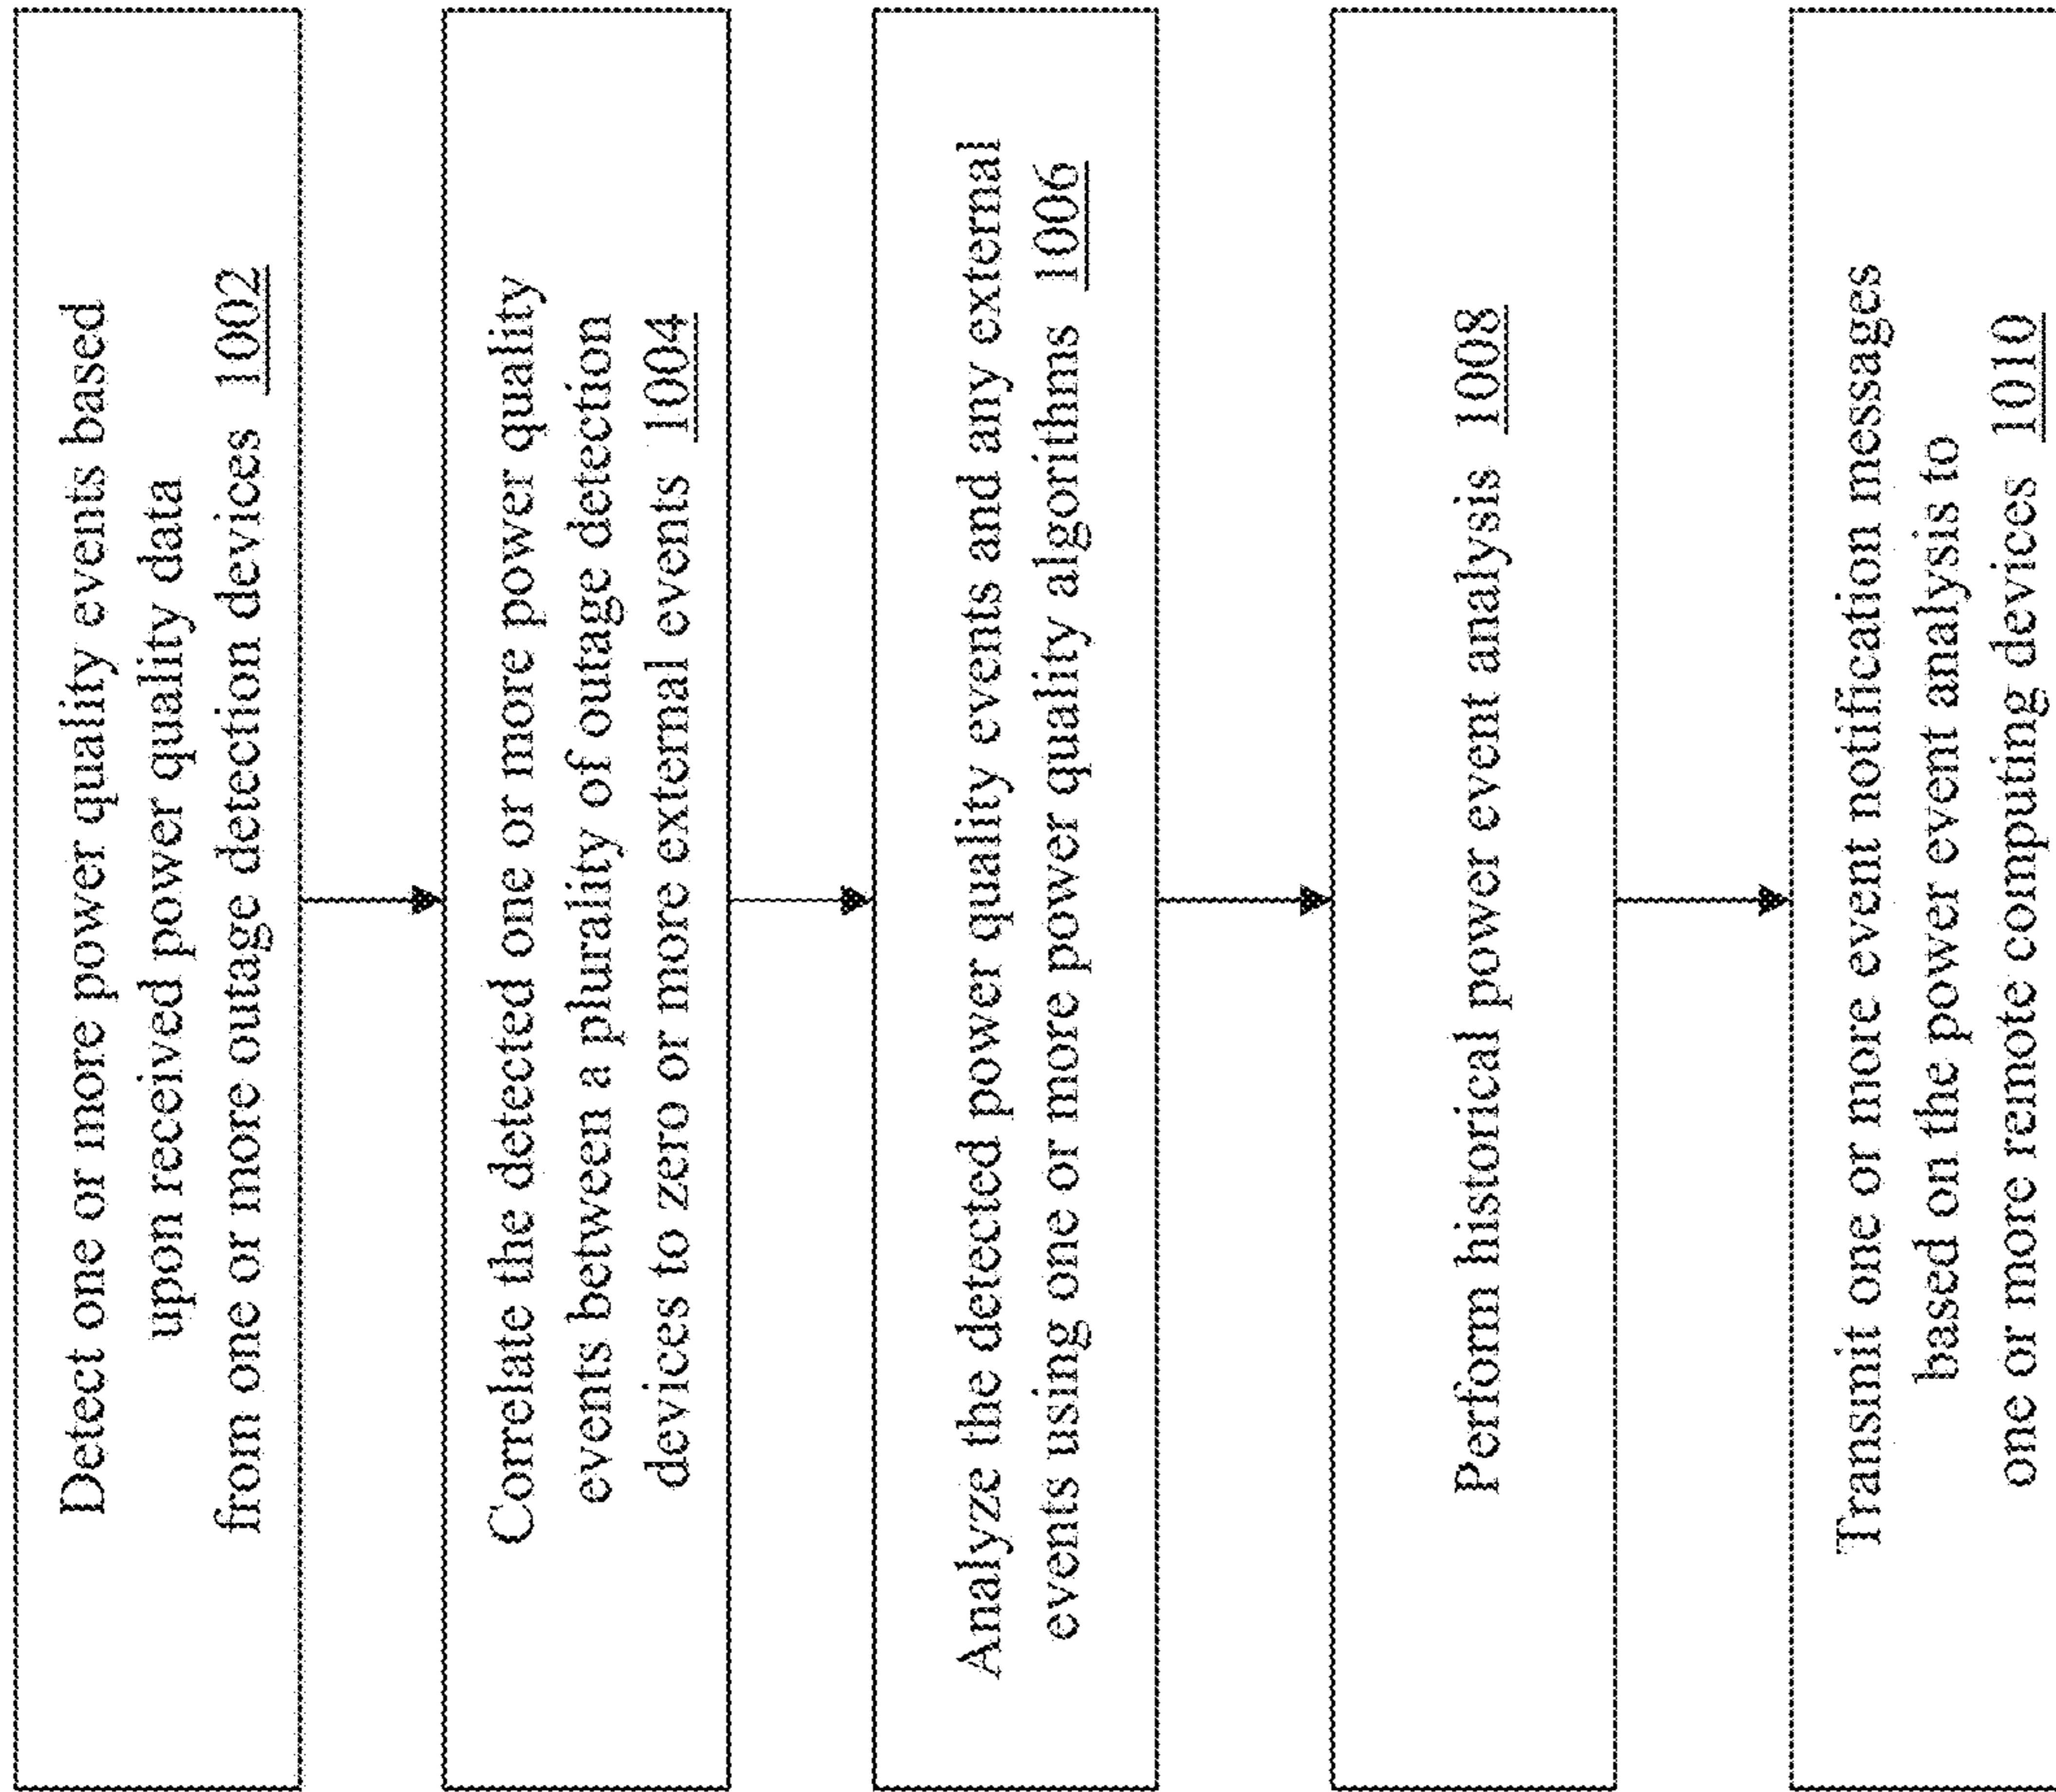 Detect one or more power quality events based
upon received power quality data
from one or more outage detection devices 1002
Correlate the detected one or more power quality
events between a plurality of outage detection
devices to zero or more external events 1004
Analyze the detected power quality events and any external
events using one or more power quality algorithms 1006
Perform historical power event analysis 1008
Transmit one or more event notification messages
based on the power event analysis to
one or more remote computing devices 1010